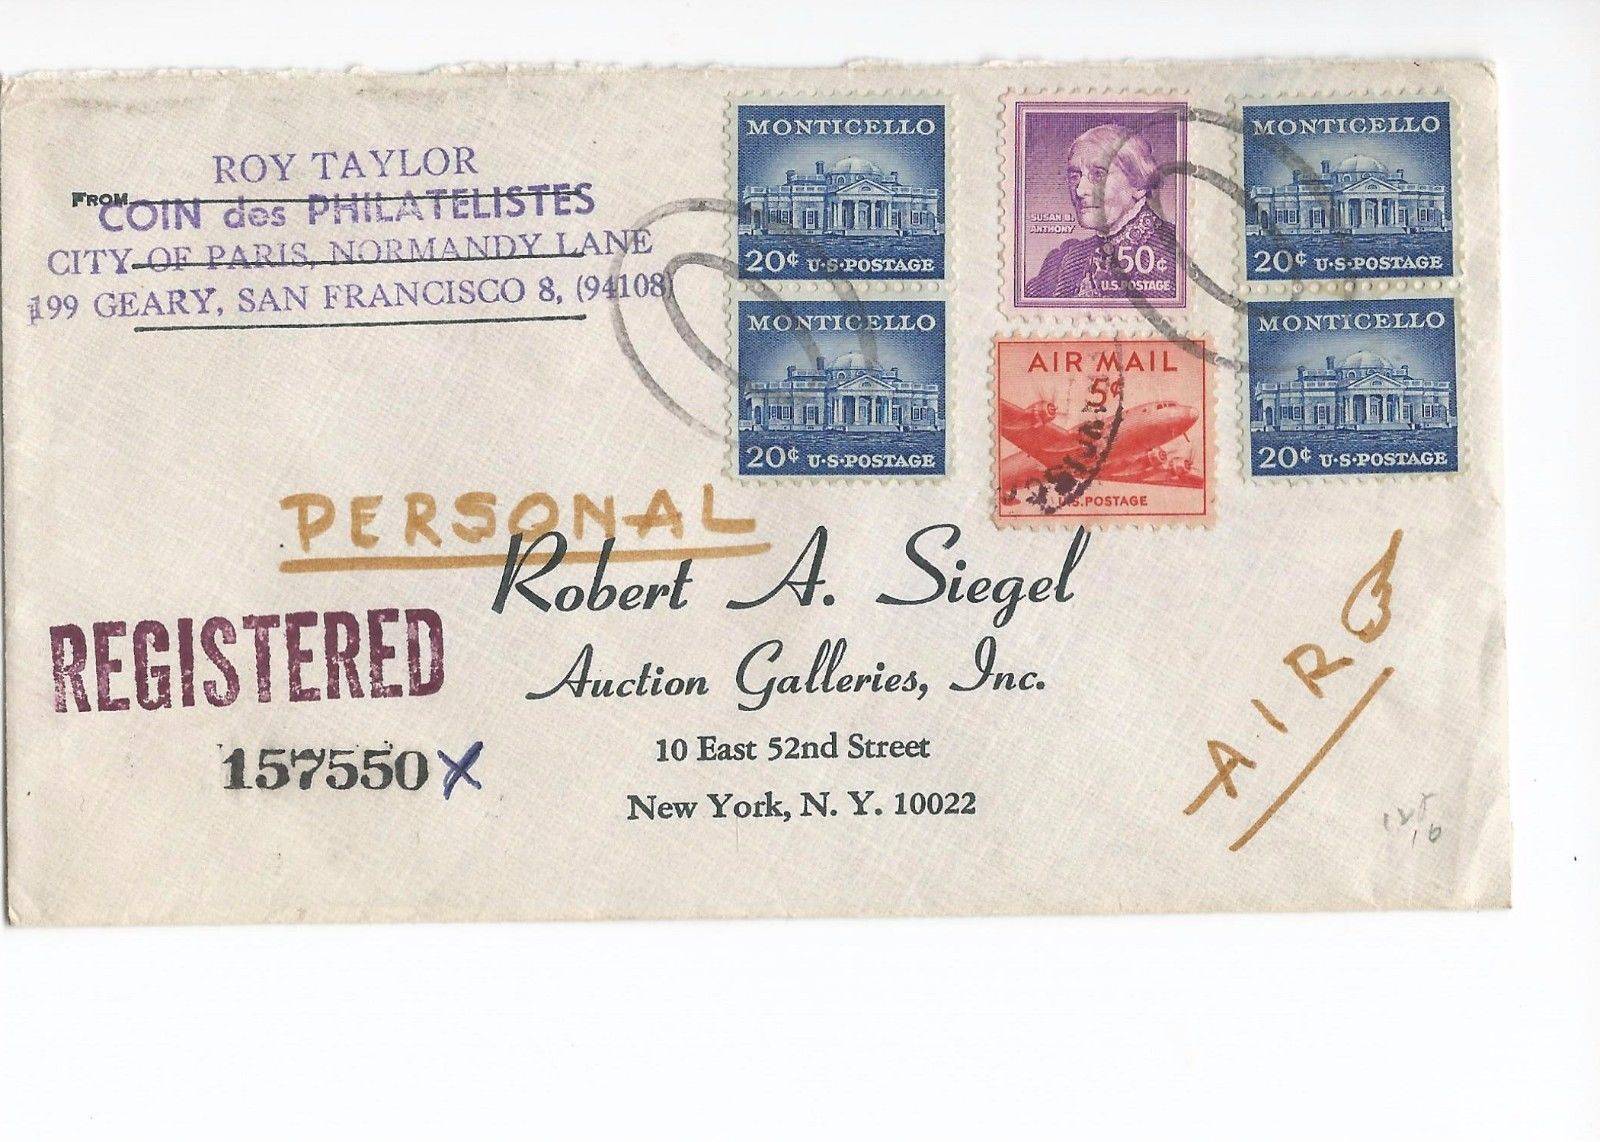 ROY TAYLOR
FROM COIN des PHILATELISTES
CITY OF PARIS, NORMANDY LANE
199 GEARY, SAN FRANCISCO 8, (94108)
MONTICELLO
20¢ U·S·POSTAGE
MONTICELLO
20¢ U·S·POSTAGE
SUSAN B.
ANTHONY
50¢
U.S. POSTAGE
AIR MAIL
5¢
U.S. POSTAGE
MONTICELLO
20¢ U·S·POSTAGE
MONTICELLO
20¢ U·S·POSTAGE
PERSONAL
Robert A. Siegel
Auction Galleries, Inc.
10 East 52nd Street
New York, N. Y. 10022
REGISTERED
157550 X
AIR